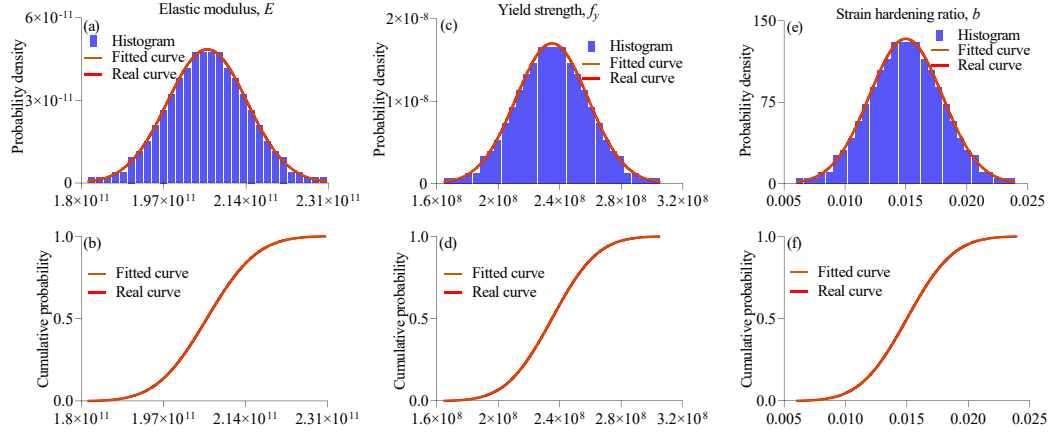 Elastic modulus, E
(a)
Histogram
Fitted curve
Real curve
Probability density
6×10⁻¹¹
3×10⁻¹¹
0
1.8×10¹¹ 1.97×10¹¹ 2.14×10¹¹ 2.31×10¹¹
Yield strength, fᵧ
(c)
Histogram
Fitted curve
Real curve
Probability density
2×10⁻⁸
1×10⁻⁸
0
1.6×10⁸ 2×10⁸ 2.4×10⁸ 2.8×10⁸ 3.2×10⁸
Strain hardening ratio, b
(e)
Histogram
Fitted curve
Real curve
Probability density
150
75
0
0.005 0.010 0.015 0.020 0.025
(b)
Fitted curve
Real curve
Cumulative probability
1.0
0.5
0.0
1.8×10¹¹ 1.97×10¹¹ 2.14×10¹¹ 2.31×10¹¹
(d)
Fitted curve
Real curve
Cumulative probability
1.0
0.5
0.0
1.6×10⁸ 2×10⁸ 2.4×10⁸ 2.8×10⁸ 3.2×10⁸
(f)
Fitted curve
Real curve
Cumulative probability
1.0
0.5
0.0
0.005 0.010 0.015 0.020 0.025